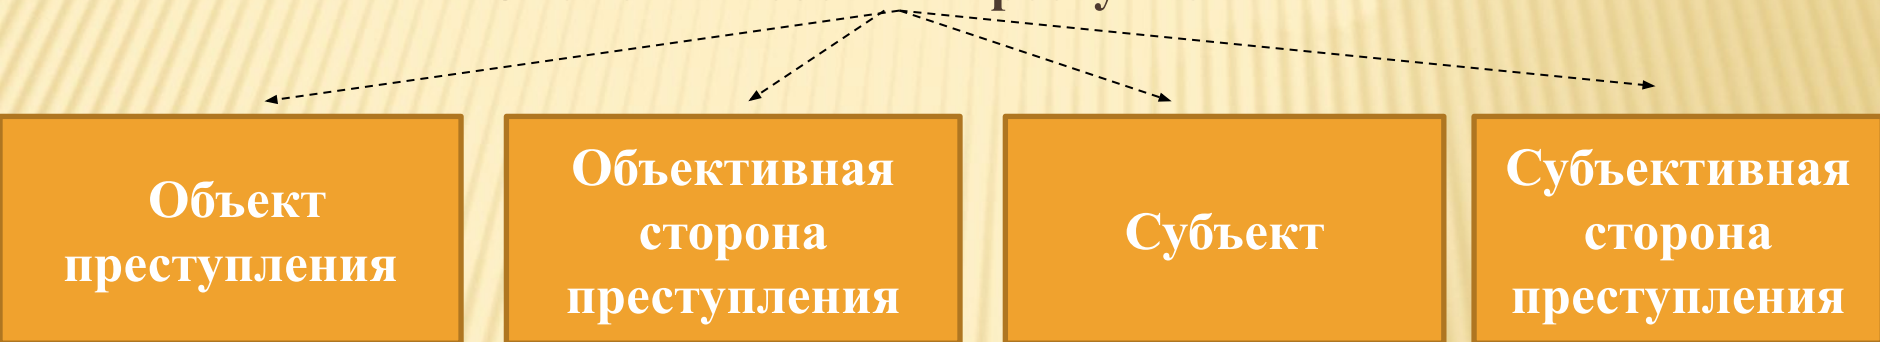 Объект
преступления
Объективная
сторона
преступления
Субъект
Субъективная
сторона
преступления